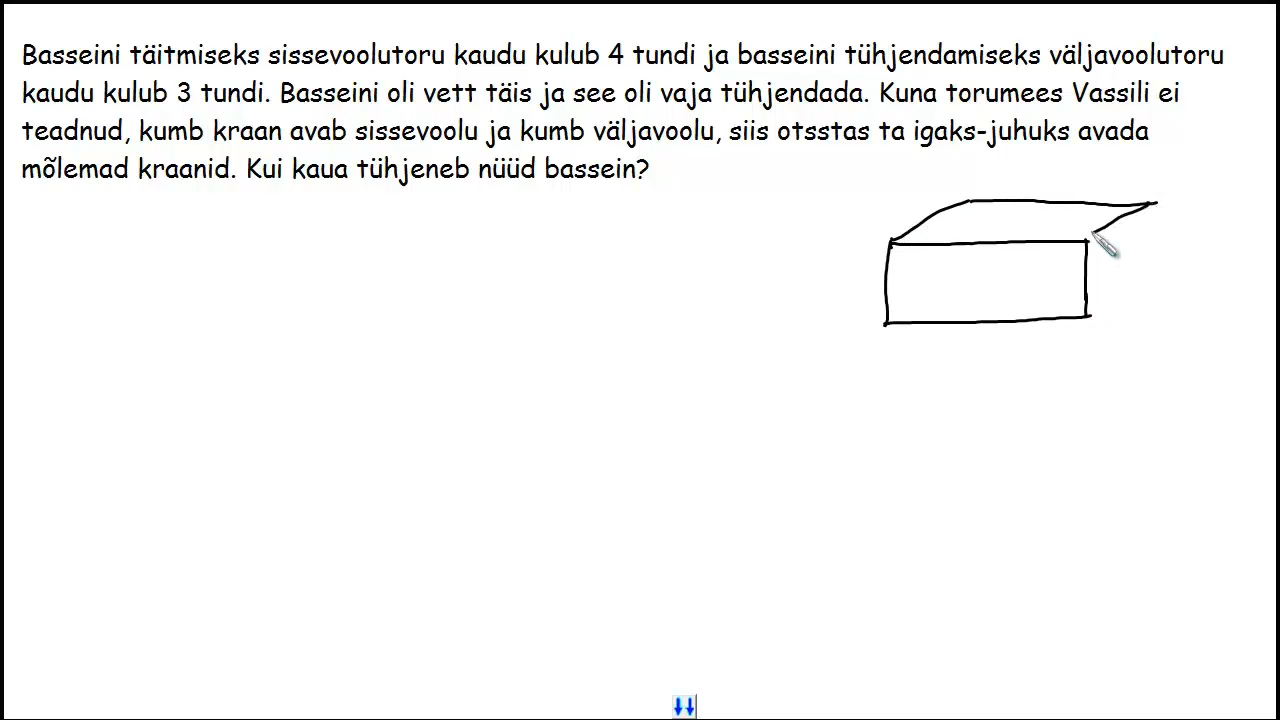 Basseini täitmiseks sissevoolutoru kaudu kulub 4 tundi ja basseini tühjendamiseks väljavoolutoru
kaudu kulub 3 tundi. Basseini oli vett täis ja see oli vaja tühjendada. Kuna torumees Vassili ei
teadnud, kumb kraan avab sissevoolu ja kumb väljavoolu, siis otsstas ta igaks-juhuks avada
mõlemad kraanid. Kui kaua tühjeneb nüüd bassein?